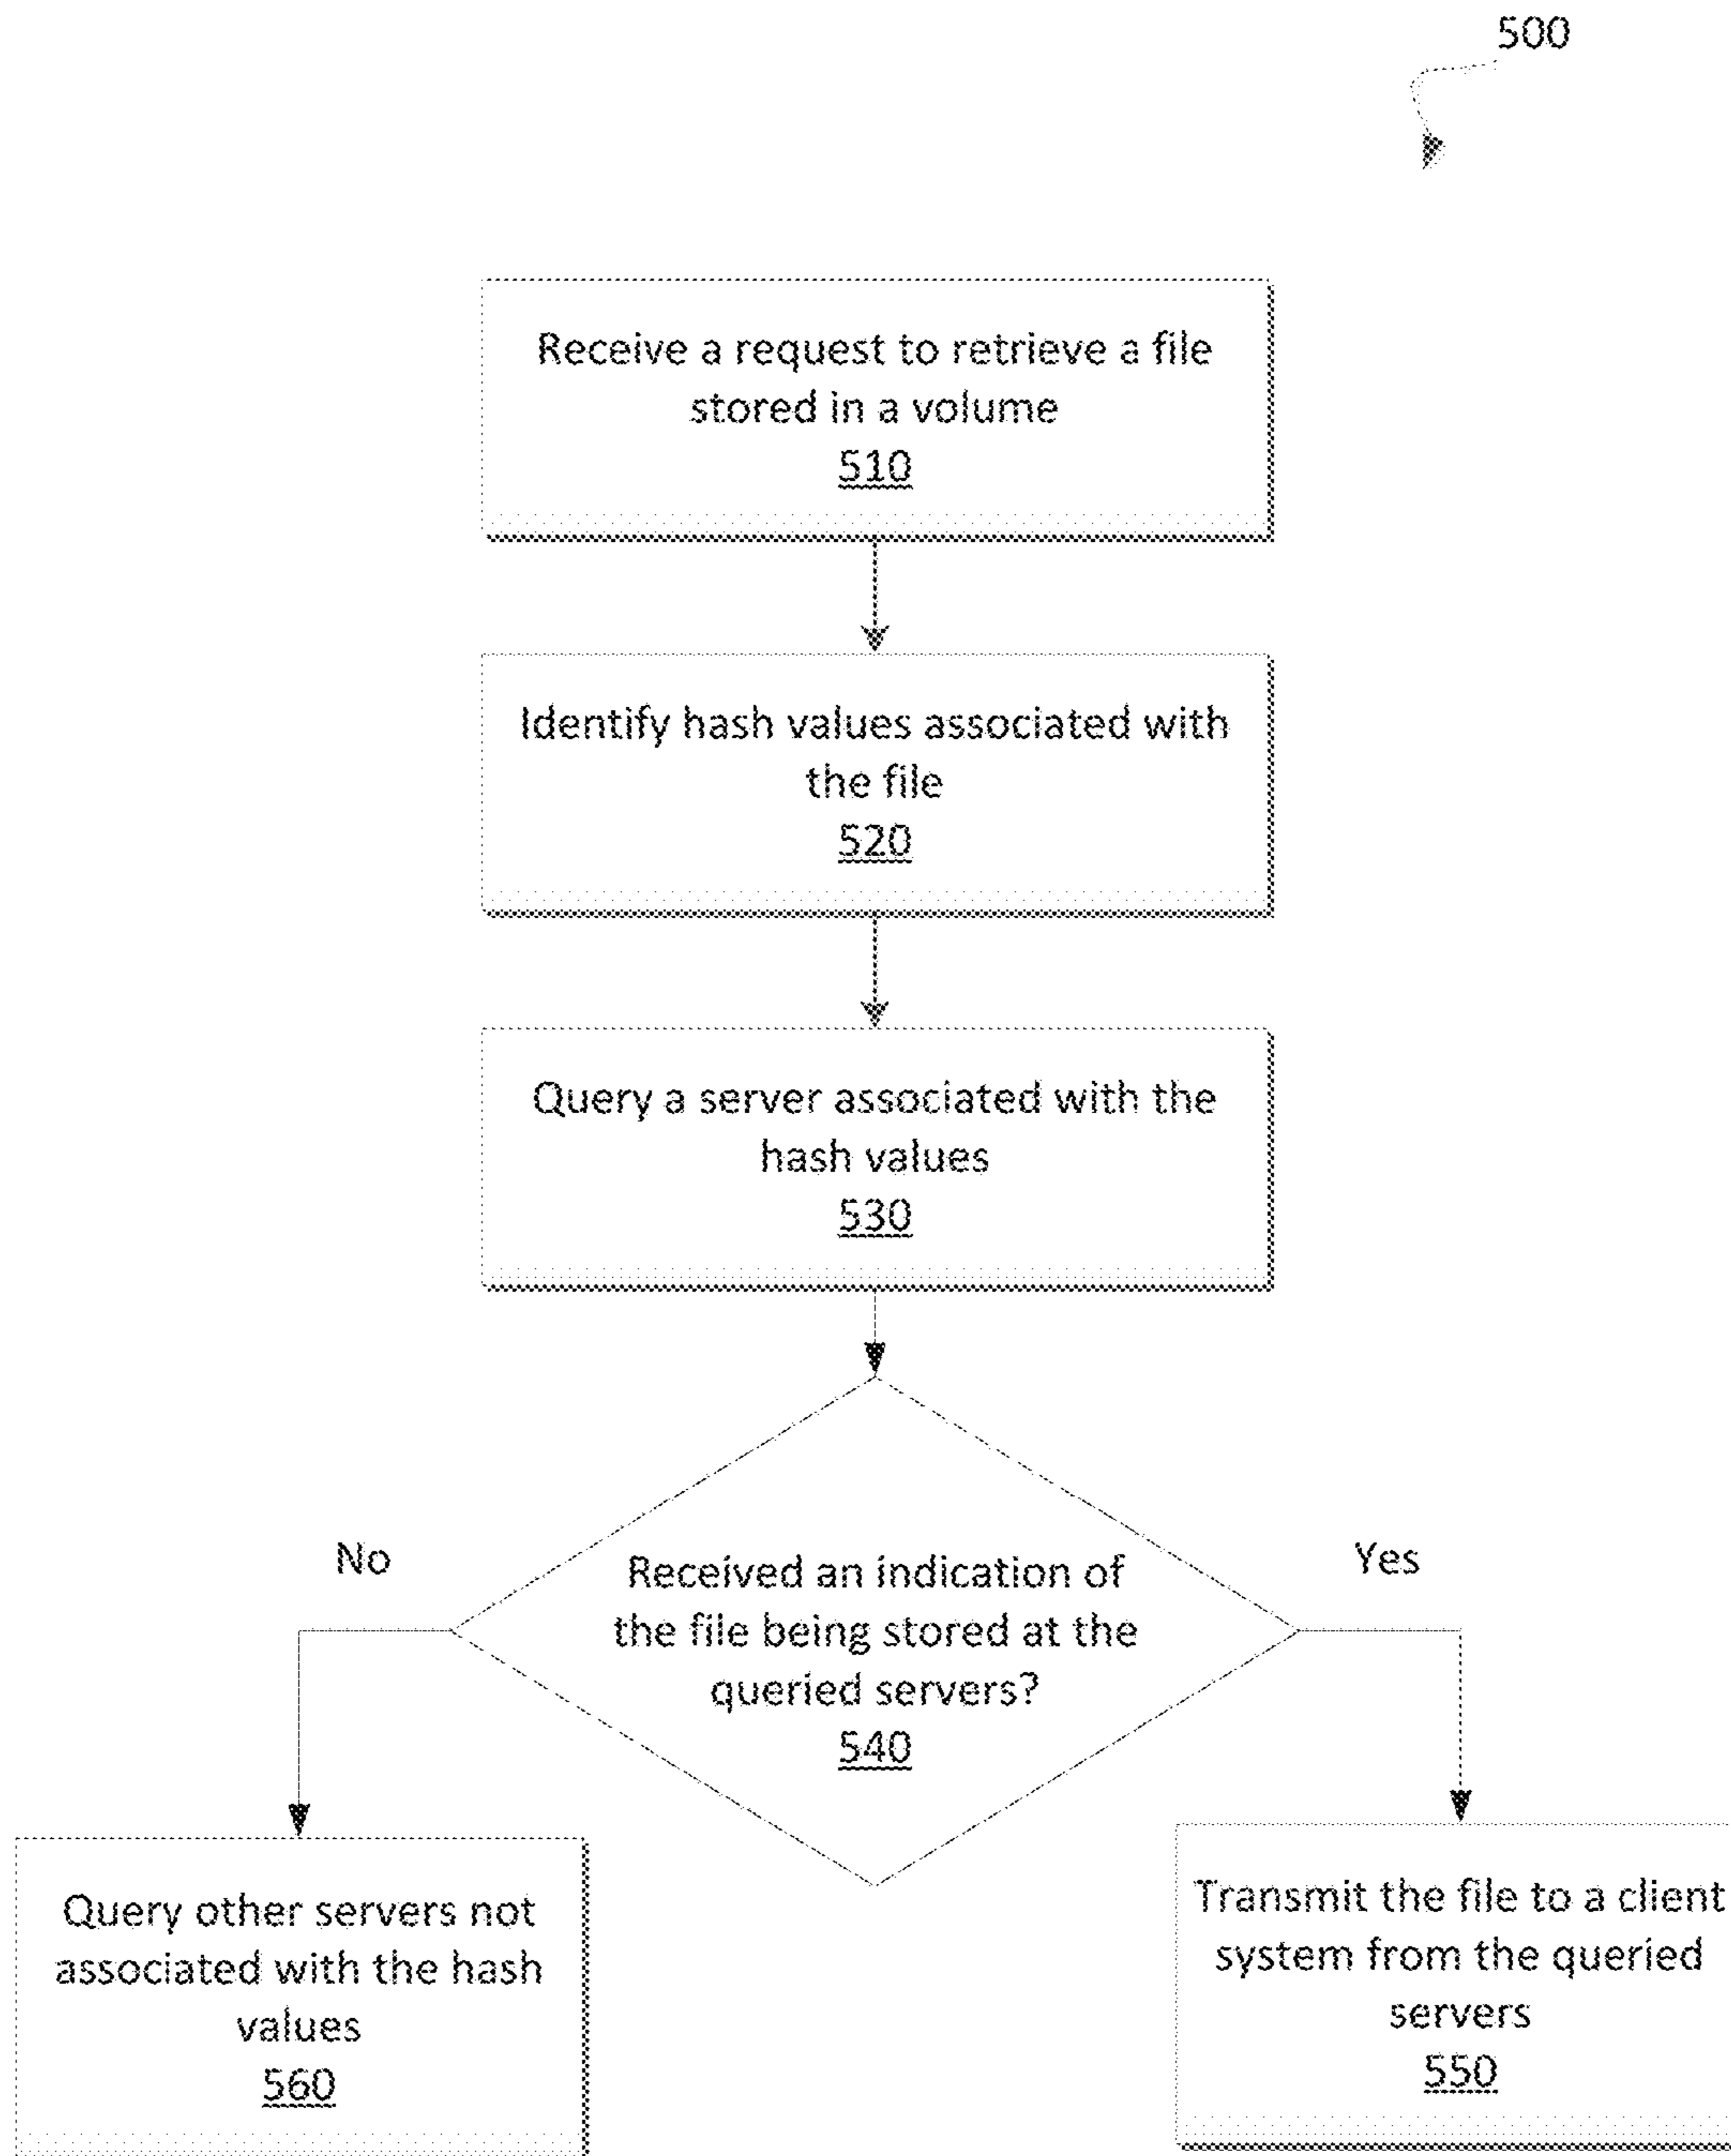 500
Receive a request to retrieve a file
stored in a volume
510
Identify hash values associated with
the file
520
Query a server associated with the
hash values
530
No
Yes
Received an indication of
the file being stored at the
queried servers?
540
Query other servers not
associated with the hash
values
560
Transmit the file to a client
system from the queried
servers
550